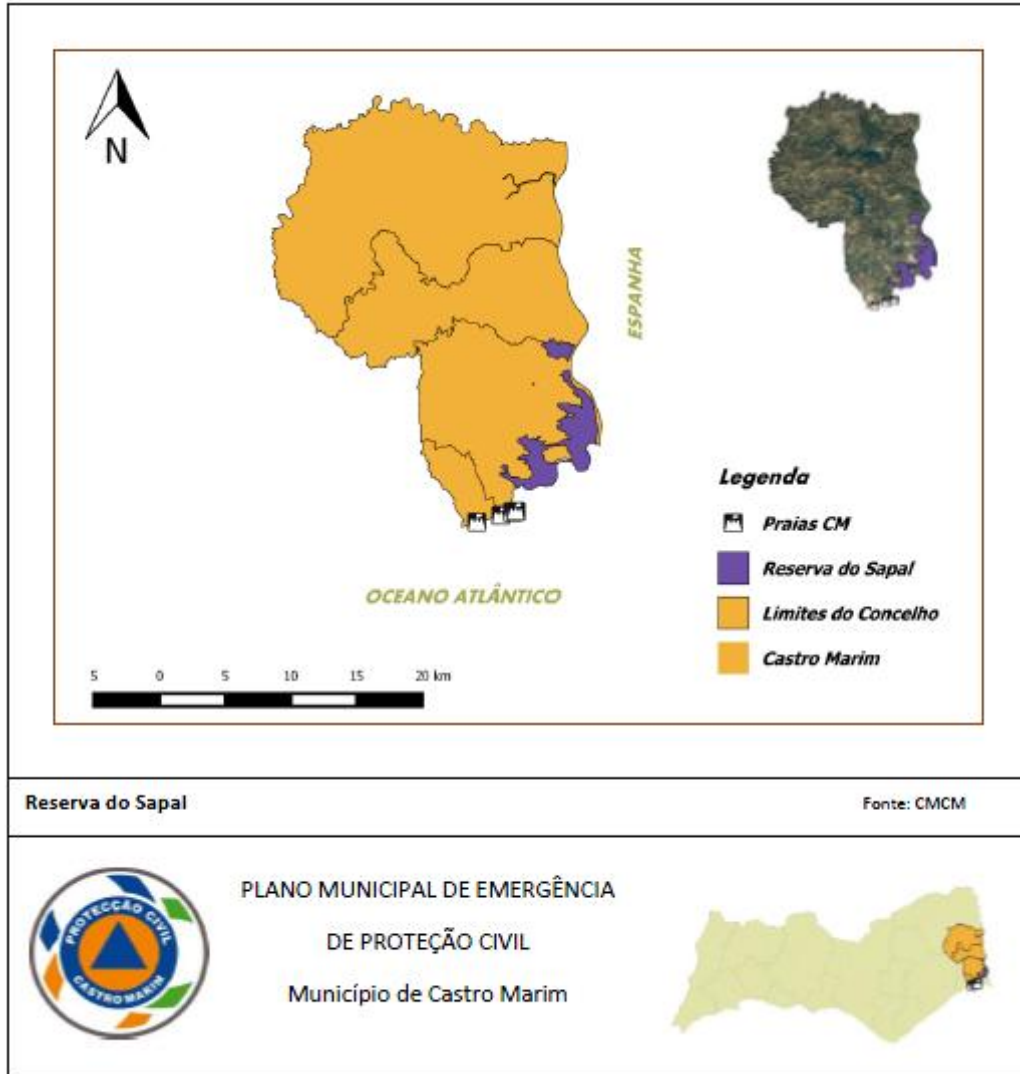 N
ESPANHA
OCEANO ATLÂNTICO
Legenda
Praias CM
Reserva do Sapal
Limites do Concelho
Castro Marim
5 0 5 10 15 20 km
Reserva do Sapal
Fonte: CMCM
PROTECÇÃO CIVIL
CASTRO MARIM
PLANO MUNICIPAL DE EMERGÊNCIA
DE PROTEÇÃO CIVIL
Município de Castro Marim